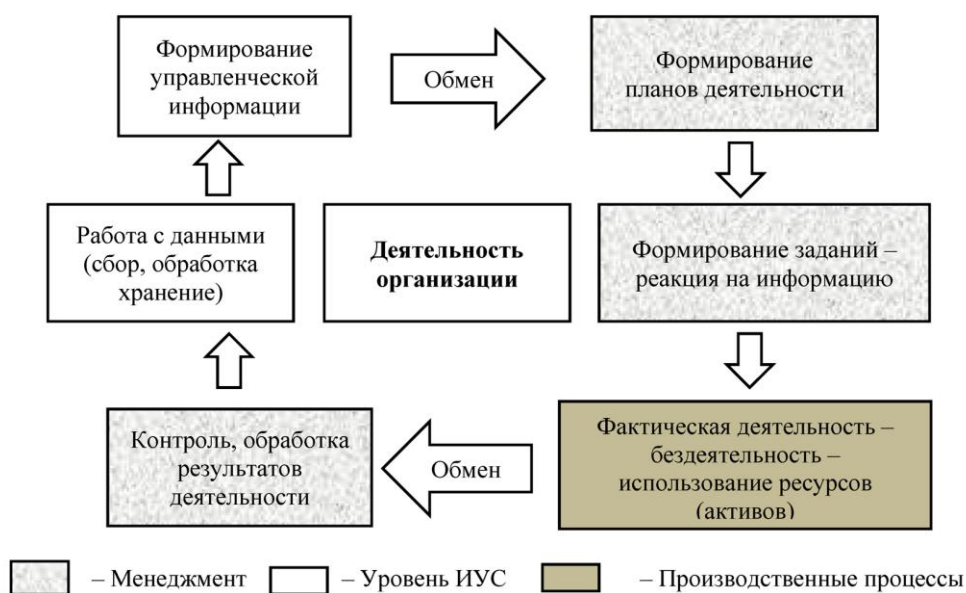 Формирование
управленческой
информации
Обмен
Формирование
планов деятельности
Работа с данными
(сбор, обработка
хранение)
Деятельность
организации
Формирование заданий –
реакция на информацию
Контроль, обработка
результатов
деятельности
Обмен
Фактическая деятельность –
бездеятельность –
использование ресурсов
(активов)
– Менеджмент
– Уровень ИУС
– Производственные процессы